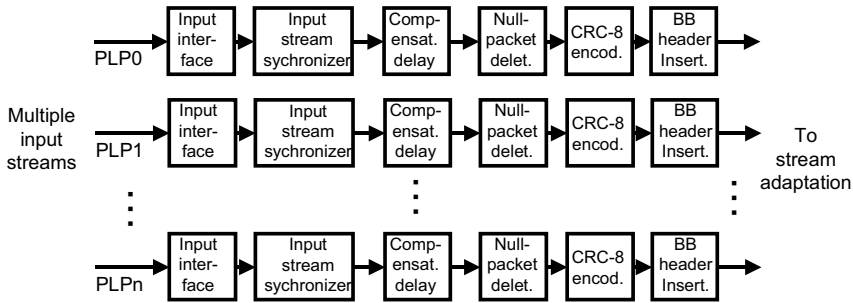 Input
inter-
face
Input
stream
sychronizer
Comp-
ensat.
delay
Null-
packet
delet.
CRC-8
encod.
BB
header
Insert.
PLP0
Multiple
input
streams
Input
inter-
face
Input
stream
sychronizer
Comp-
ensat.
delay
Null-
packet
delet.
CRC-8
encod.
BB
header
Insert.
PLP1
To
stream
adaptation
Input
inter-
face
Input
stream
sychronizer
Comp-
ensat.
delay
Null-
packet
delet.
CRC-8
encod.
BB
header
Insert.
PLPn